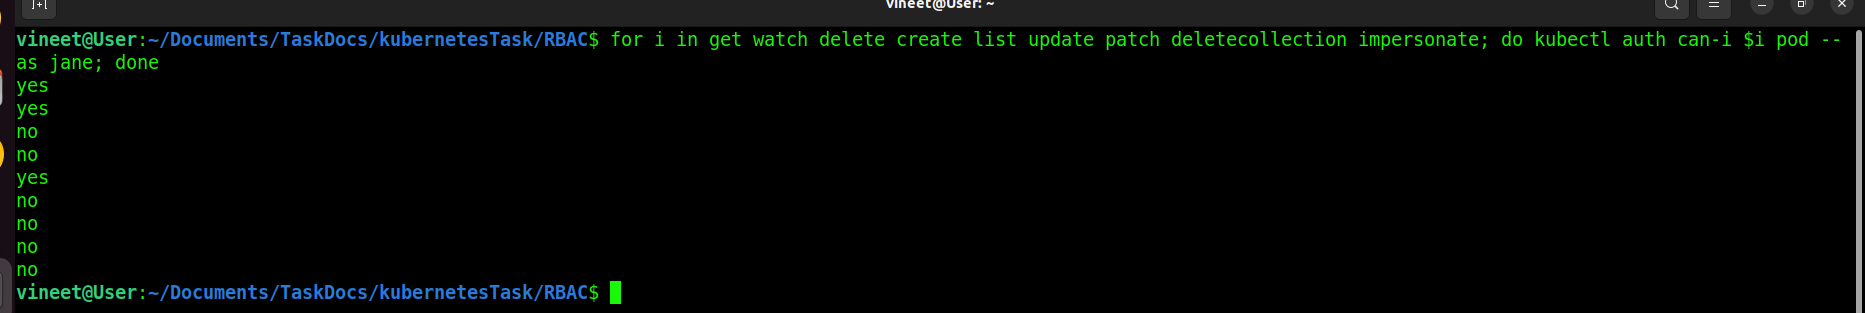 vineet@User: ~
vineet@User:~/Documents/TaskDocs/kubernetesTask/RBAC$ for i in get watch delete create list update patch deletecollection impersonate; do kubectl auth can-i $i pod --
as jane; done
yes
yes
no
no
yes
no
no
no
no
vineet@User:~/Documents/TaskDocs/kubernetesTask/RBAC$